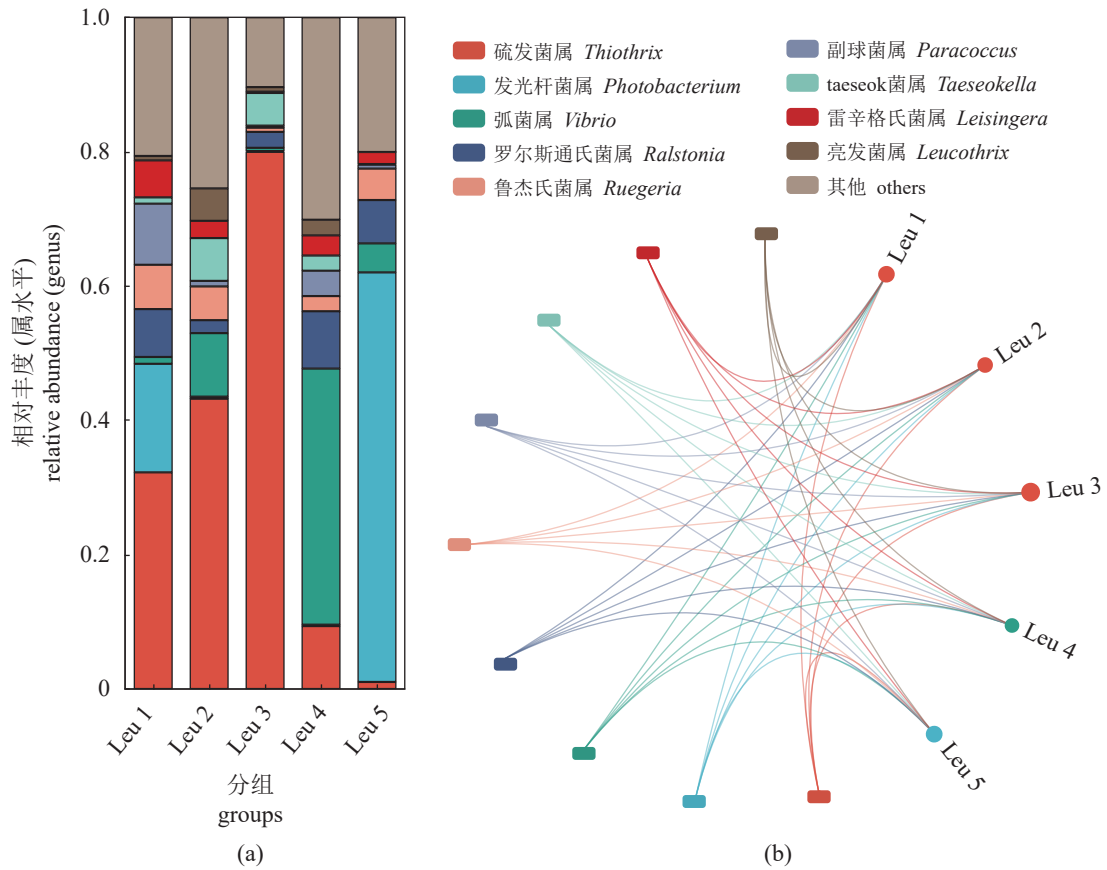 相对丰度 (属水平)
relative abundance (genus)
1.0
0.8
0.6
0.4
0.2
0
Leu 1
Leu 2
Leu 3
Leu 4
Leu 5
分组
groups
(a)
硫发菌属 Thiothrix
发光杆菌属 Photobacterium
弧菌属 Vibrio
罗尔斯通氏菌属 Ralstonia
鲁杰氏菌属 Ruegeria
副球菌属 Paracoccus
taeseok菌属 Taeseokella
雷辛格氏菌属 Leisingera
亮发菌属 Leucothrix
其他 others
Leu 1
Leu 2
Leu 3
Leu 4
Leu 5
(b)